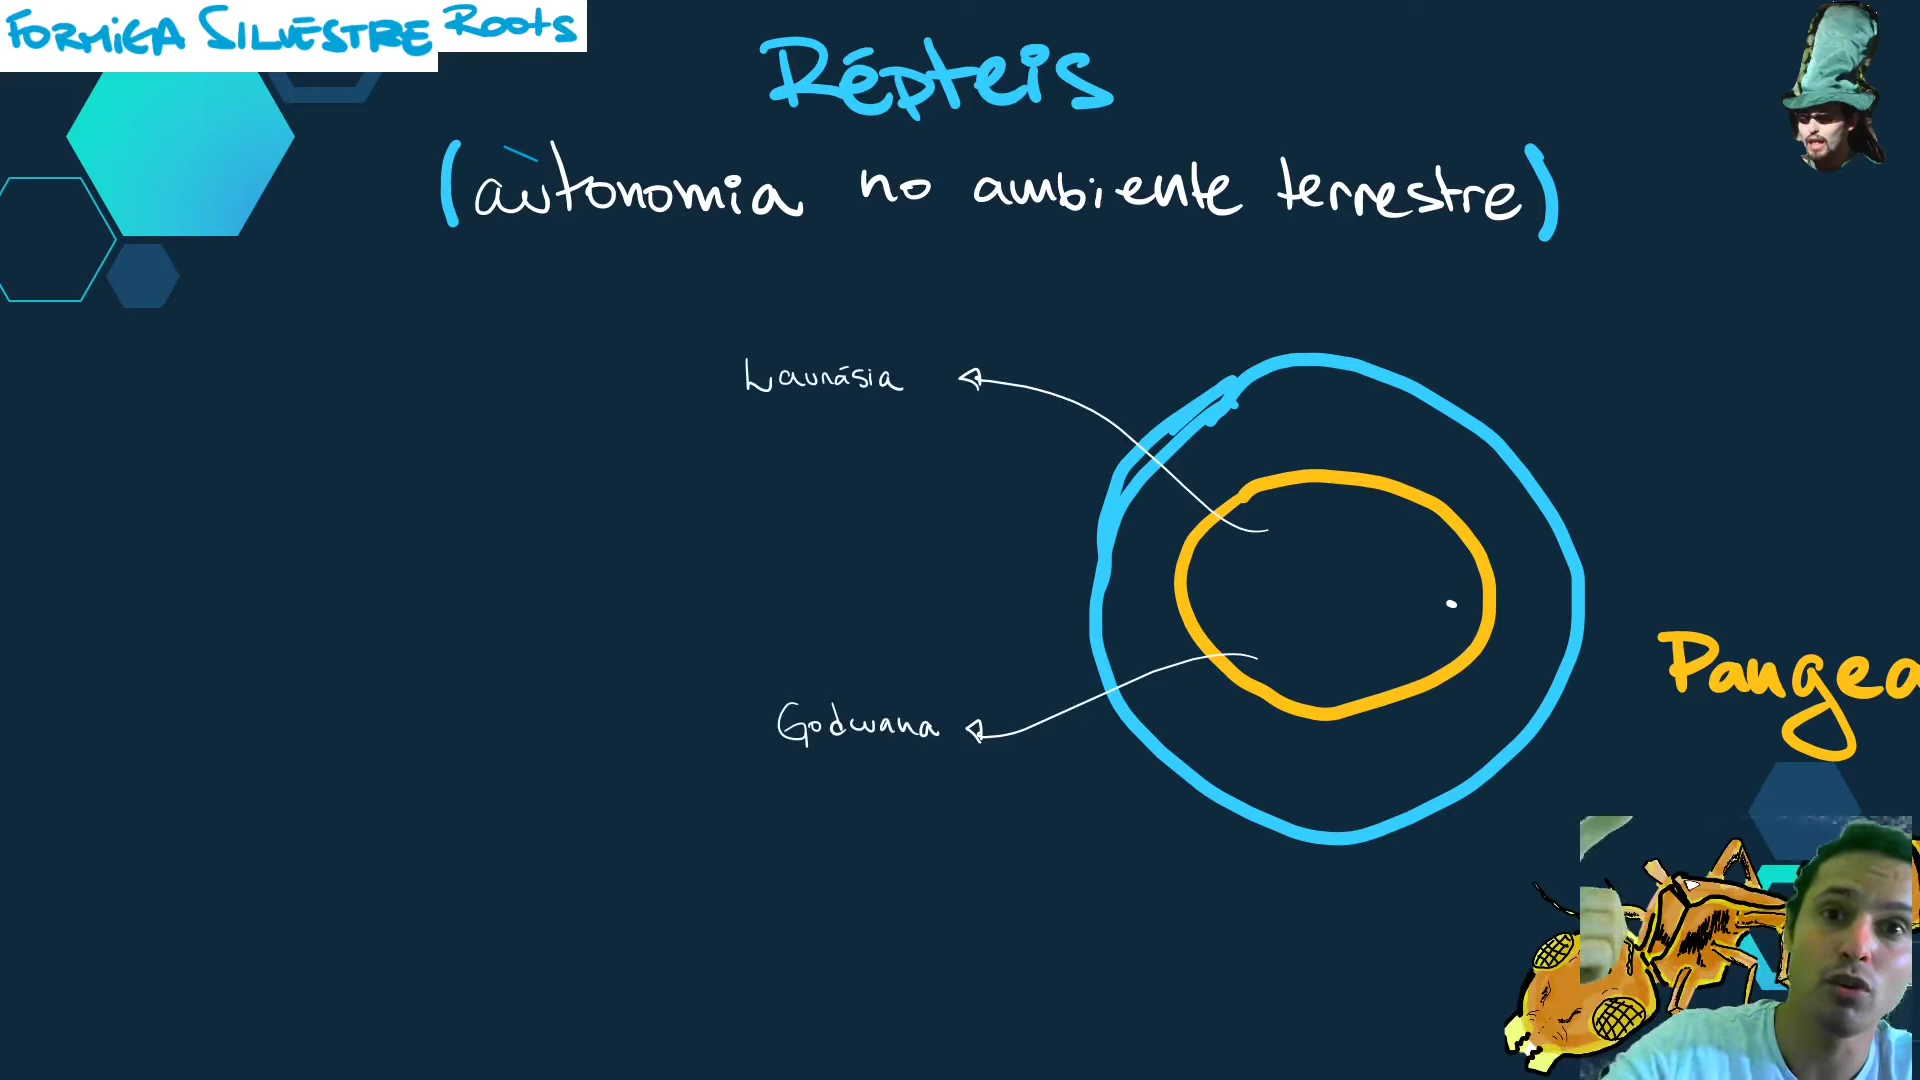 FORMIGA SILVESTRE Roots
Répteis
(autonomia no ambiente terrestre)
Laurásia
Godwana
Pangea